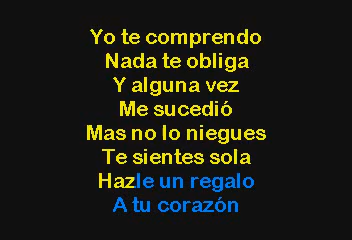 Yo te comprendo
Nada te obliga
Y alguna vez
Me sucedió
Mas no lo niegues
Te sientes sola
Hazle un regalo
A tu corazón